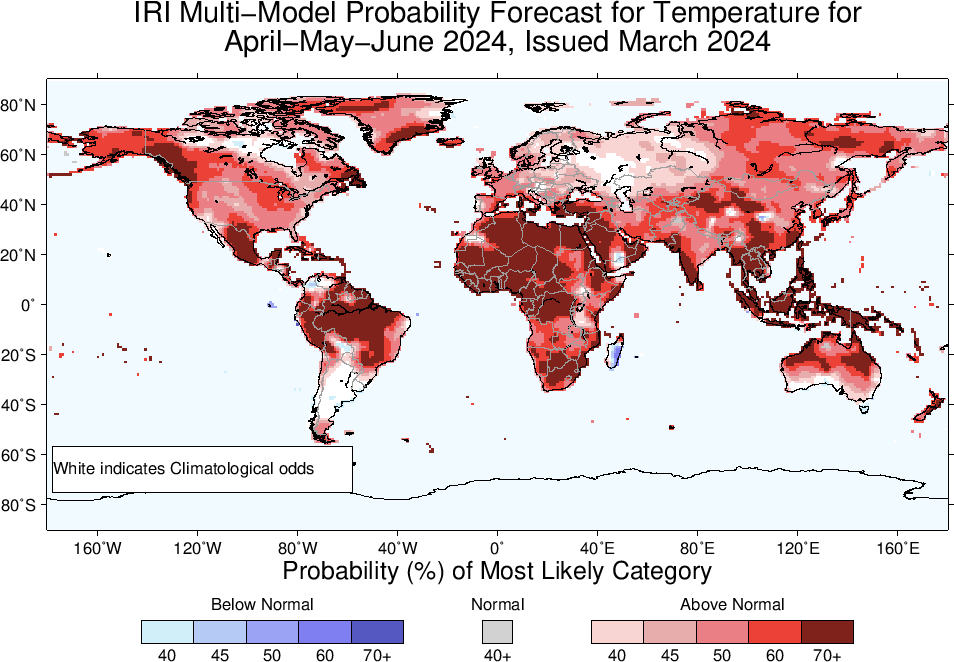 IRI Multi−Model Probability Forecast for Temperature for
April−May−June 2024, Issued March 2024
80˚N
60˚N
40˚N
20˚N
0˚
20˚S
40˚S
60˚S
80˚S
White indicates Climatological odds
160˚W 120˚W 80˚W 40˚W 0˚ 40˚E 80˚E 120˚E 160˚E
Probability (%) of Most Likely Category
Below Normal Normal Above Normal
40 45 50 60 70+ 40+ 40 45 50 60 70+